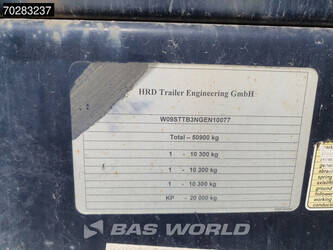 70283237
HRD Trailer Engineering GmbH
W09STTB3NGEN10077
Total – 50900 kg
1 - 10 300 kg
1 - 10 300 kg
1 - 10 300 kg
KP - 20 000 kg
BAS WORLD